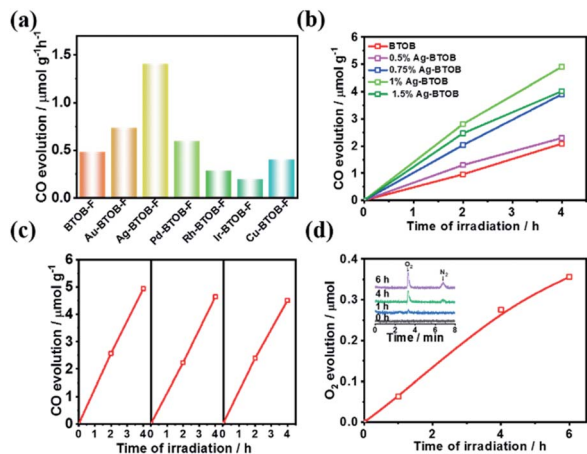 (a)
CO evolution / μmol g⁻¹h⁻¹
1.5
1.0
0.5
0.0
BTOB-F
Au-BTOB-F
Ag-BTOB-F
Pd-BTOB-F
Rh-BTOB-F
Ir-BTOB-F
Cu-BTOB-F
(b)
CO evolution / μmol g⁻¹
5
4
3
2
1
0
BTOB
0.5% Ag-BTOB
0.75% Ag-BTOB
1% Ag-BTOB
1.5% Ag-BTOB
0 2 4
Time of irradiation / h
(c)
CO evolution / μmol g⁻¹
6
5
4
3
2
1
0
0 1 2 3 40 1 2 3 40 1 2 3 4
Time of irradiation / h
(d)
O₂ evolution / μmol
0.4
0.3
0.2
0.1
0.0
O₂
N₂
6 h
4 h
1 h
0 h
0 2 4 6 8
Time / min
0 2 4 6
Time of irradiation / h